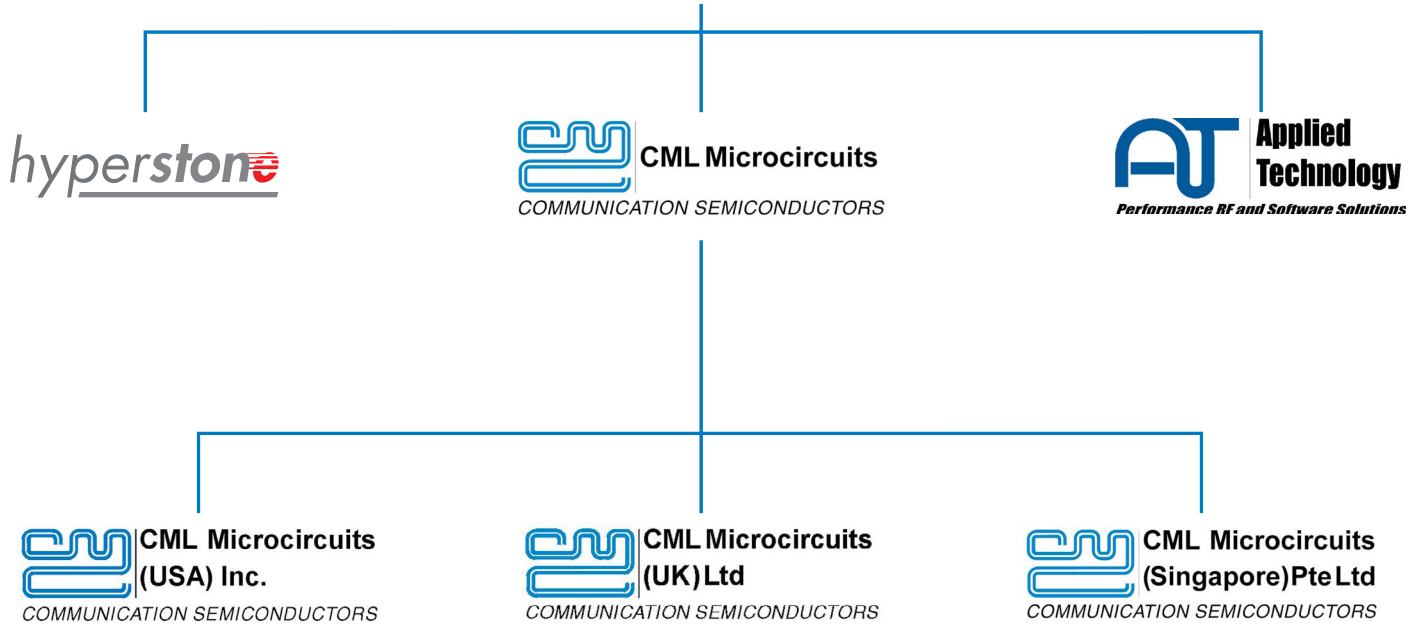 hyperstone
CML Microcircuits
COMMUNICATION SEMICONDUCTORS
AT Applied
Technology
Performance RF and Software Solutions
CML Microcircuits
(USA) Inc.
COMMUNICATION SEMICONDUCTORS
CML Microcircuits
(UK) Ltd
COMMUNICATION SEMICONDUCTORS
CML Microcircuits
(Singapore) Pte Ltd
COMMUNICATION SEMICONDUCTORS